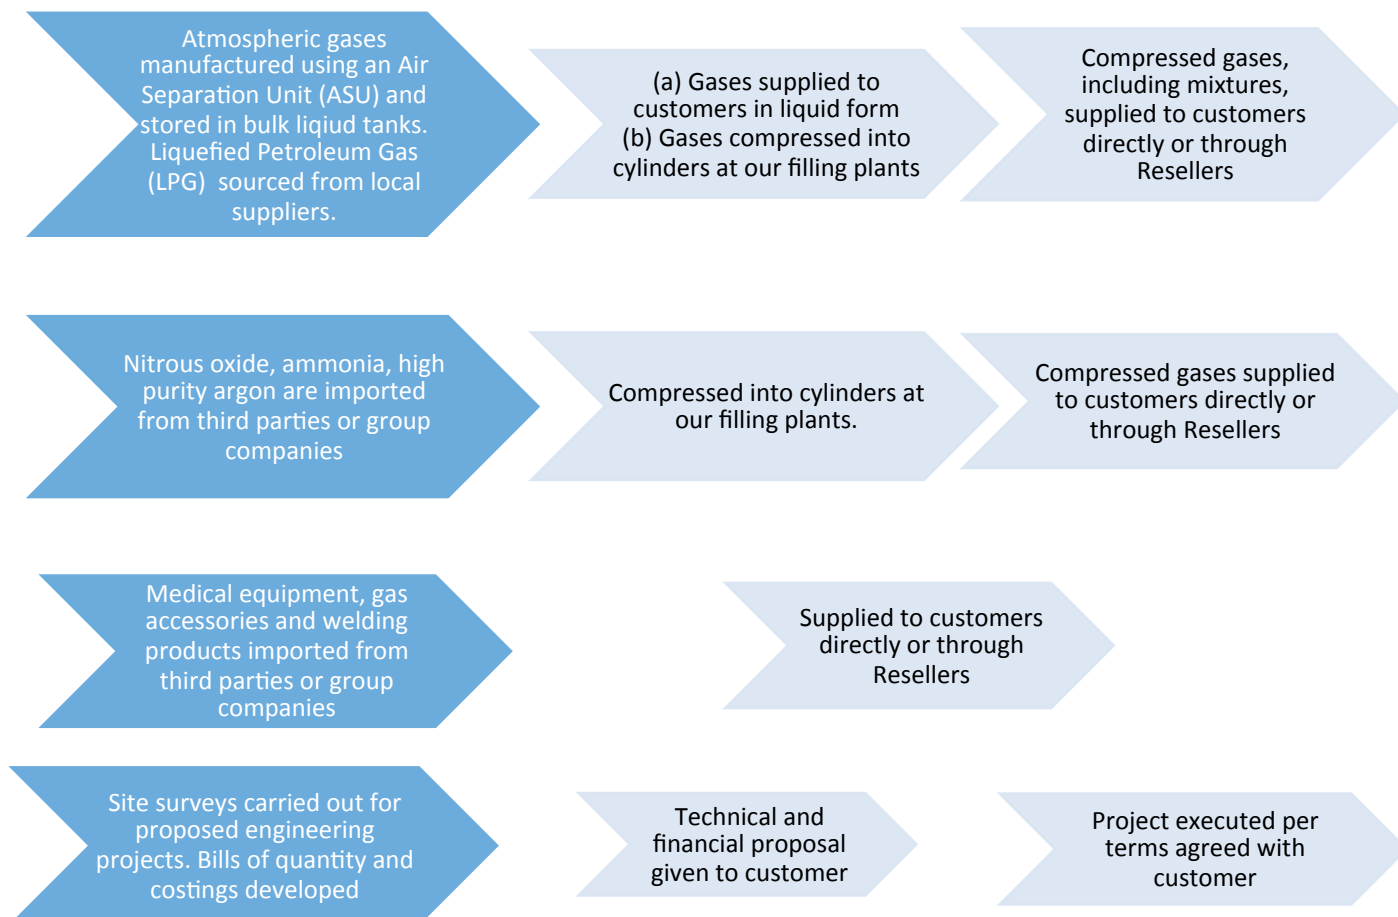 Atmospheric gases
manufactured using an Air
Separation Unit (ASU) and
stored in bulk liqiud tanks.
Liquefied Petroleum Gas
(LPG) sourced from local
suppliers.
(a) Gases supplied to
customers in liquid form
(b) Gases compressed into
cylinders at our filling plants
Compressed gases,
including mixtures,
supplied to customers
directly or through
Resellers
Nitrous oxide, ammonia, high
purity argon are imported
from third parties or group
companies
Compressed into cylinders at
our filling plants.
Compressed gases supplied
to customers directly or
through Resellers
Medical equipment, gas
accessories and welding
products imported from
third parties or group
companies
Supplied to customers
directly or through
Resellers
Site surveys carried out for
proposed engineering
projects. Bills of quantity and
costings developed
Technical and
financial proposal
given to customer
Project executed per
terms agreed with
customer